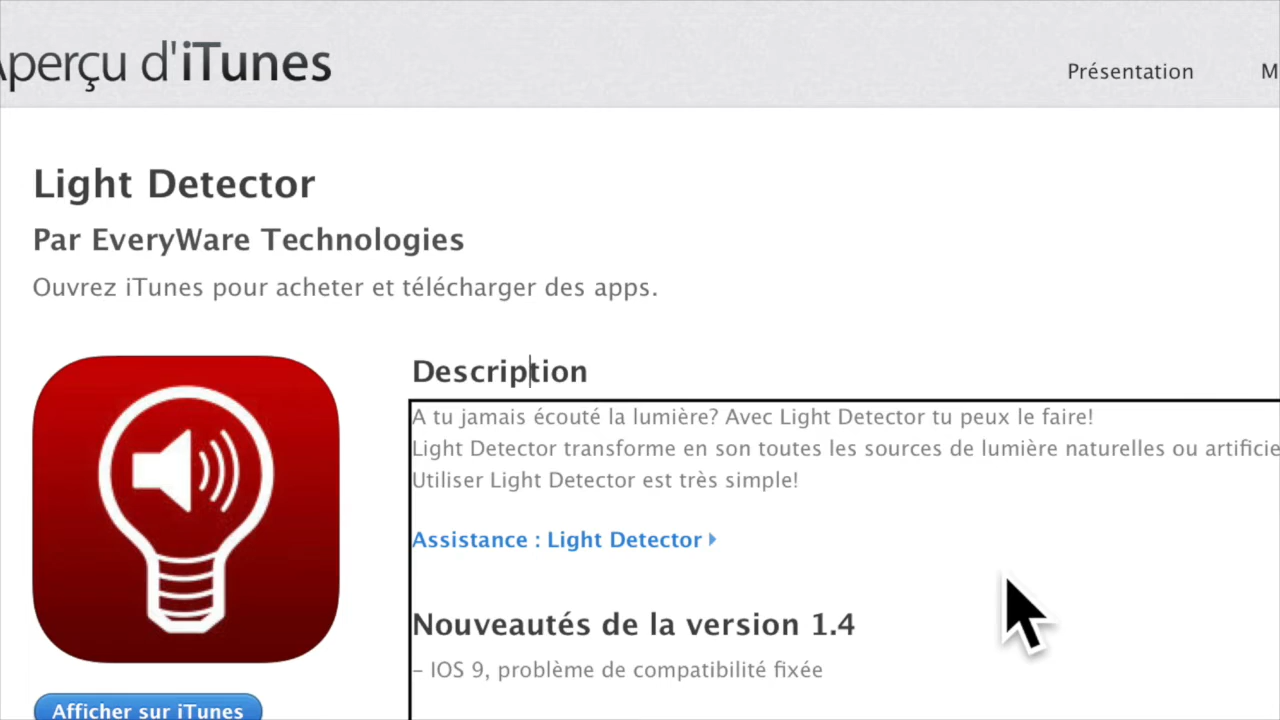 Aperçu d'iTunes
Présentation
Light Detector
Par EveryWare Technologies
Ouvrez iTunes pour acheter et télécharger des apps.
Description
A tu jamais écouté la lumière? Avec Light Detector tu peux le faire!
Light Detector transforme en son toutes les sources de lumière naturelles ou
Utiliser Light Detector est très simple!
Assistance : Light Detector
Nouveautés de la version 1.4
– IOS 9, problème de compatibilité fixée
Afficher sur iTunes